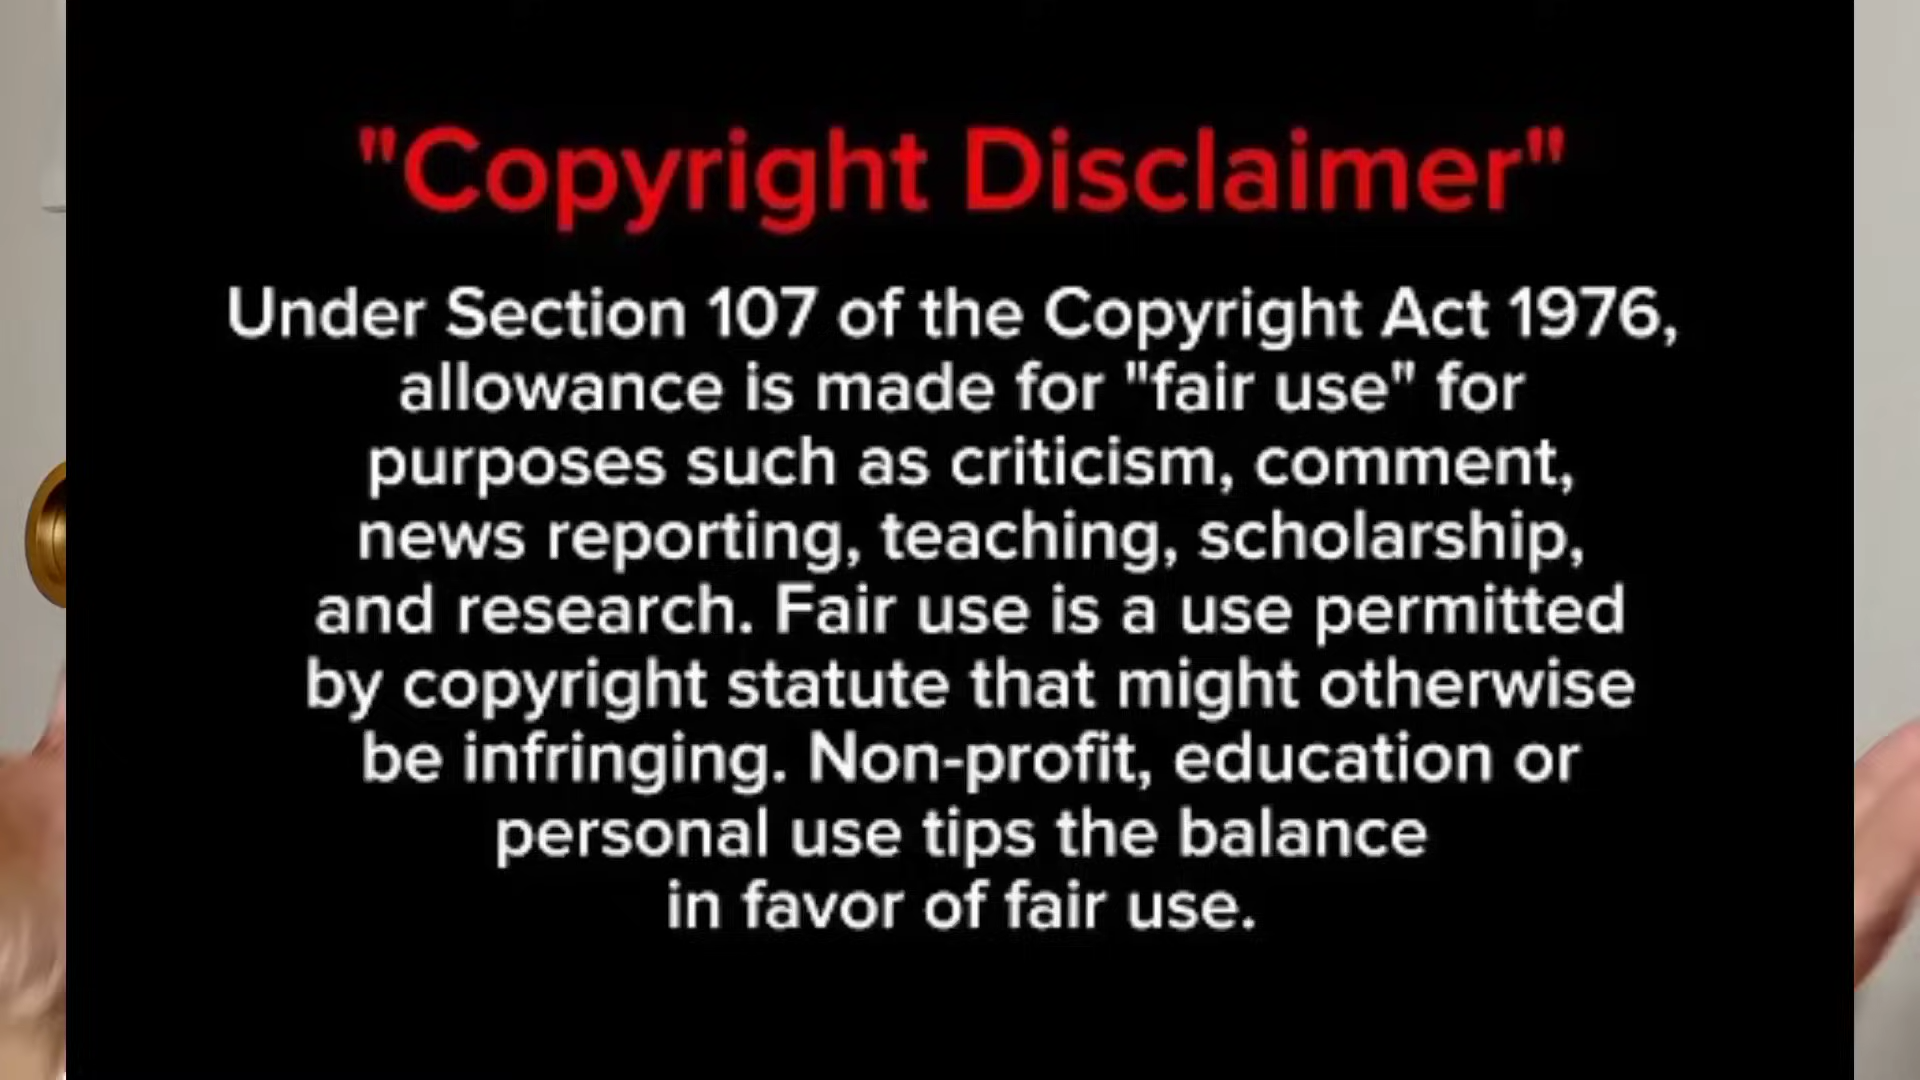 "Copyright Disclaimer"
Under Section 107 of the Copyright Act 1976,
allowance is made for "fair use" for
purposes such as criticism, comment,
news reporting, teaching, scholarship,
and research. Fair use is a use permitted
by copyright statute that might otherwise
be infringing. Non-profit, education or
personal use tips the balance
in favor of fair use.